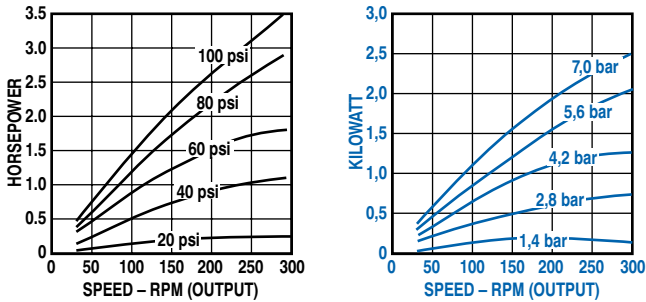 3.5
3.0
2.5
2.0
1.5
1.0
0.5
0
HORSEPOWER
100 psi
80 psi
60 psi
40 psi
20 psi
0 50 100 150 200 250 300
SPEED – RPM (OUTPUT)
3,0
2,5
2,0
1,5
1,0
0,5
0
KILOWATT
7,0 bar
5,6 bar
4,2 bar
2,8 bar
1,4 bar
0 50 100 150 200 250 300
SPEED – RPM (OUTPUT)